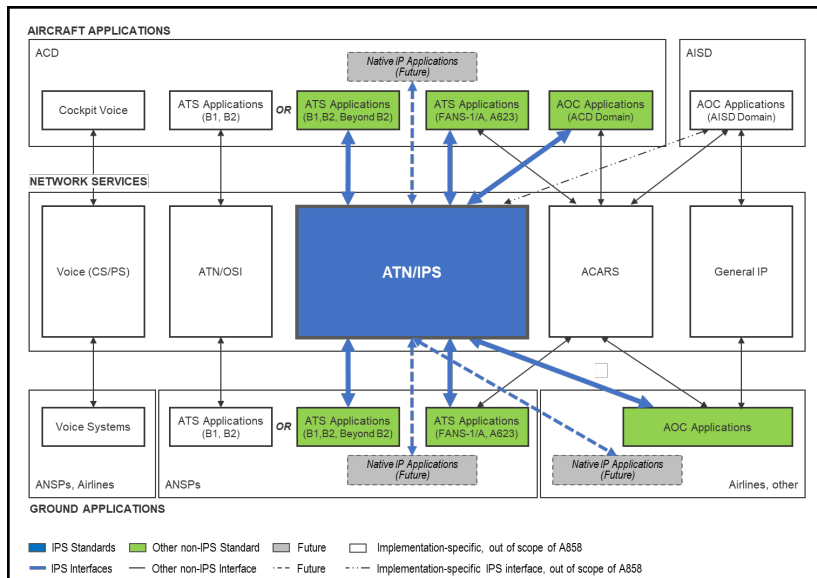 AIRCRAFT APPLICATIONS
ACD
AISD
Native IP Applications
(Future)
Cockpit Voice
ATS Applications
(B1, B2)
OR
ATS Applications
(B1,B2, Beyond B2)
ATS Applications
(FANS-1/A, A623)
AOC Applications
(ACD Domain)
AOC Applications
(AISD Domain)
NETWORK SERVICES
Voice (CS/PS)
ATN/OSI
ATN/IPS
ACARS
General IP
Voice Systems
ATS Applications
(B1, B2)
OR
ATS Applications
(B1,B2, Beyond B2)
ATS Applications
(FANS-1/A, A623)
AOC Applications
Native IP Applications
(Future)
Native IP Applications
(Future)
ANSPs, Airlines
ANSPs
Airlines, other
GROUND APPLICATIONS
IPS Standards
Other non-IPS Standard
Future
Implementation-specific, out of scope of A858
IPS Interfaces
Other non-IPS Interface
Future
Implementation-specific IPS interface, out of scope of A858